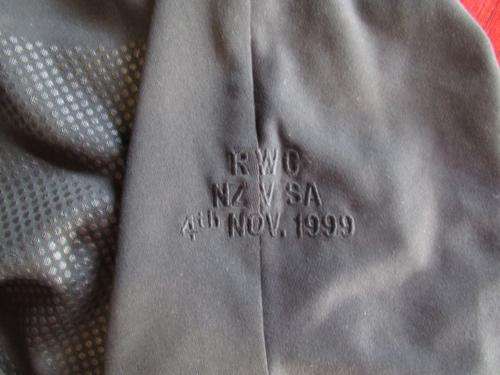 RWC
NZ V SA
4th NOV. 1999